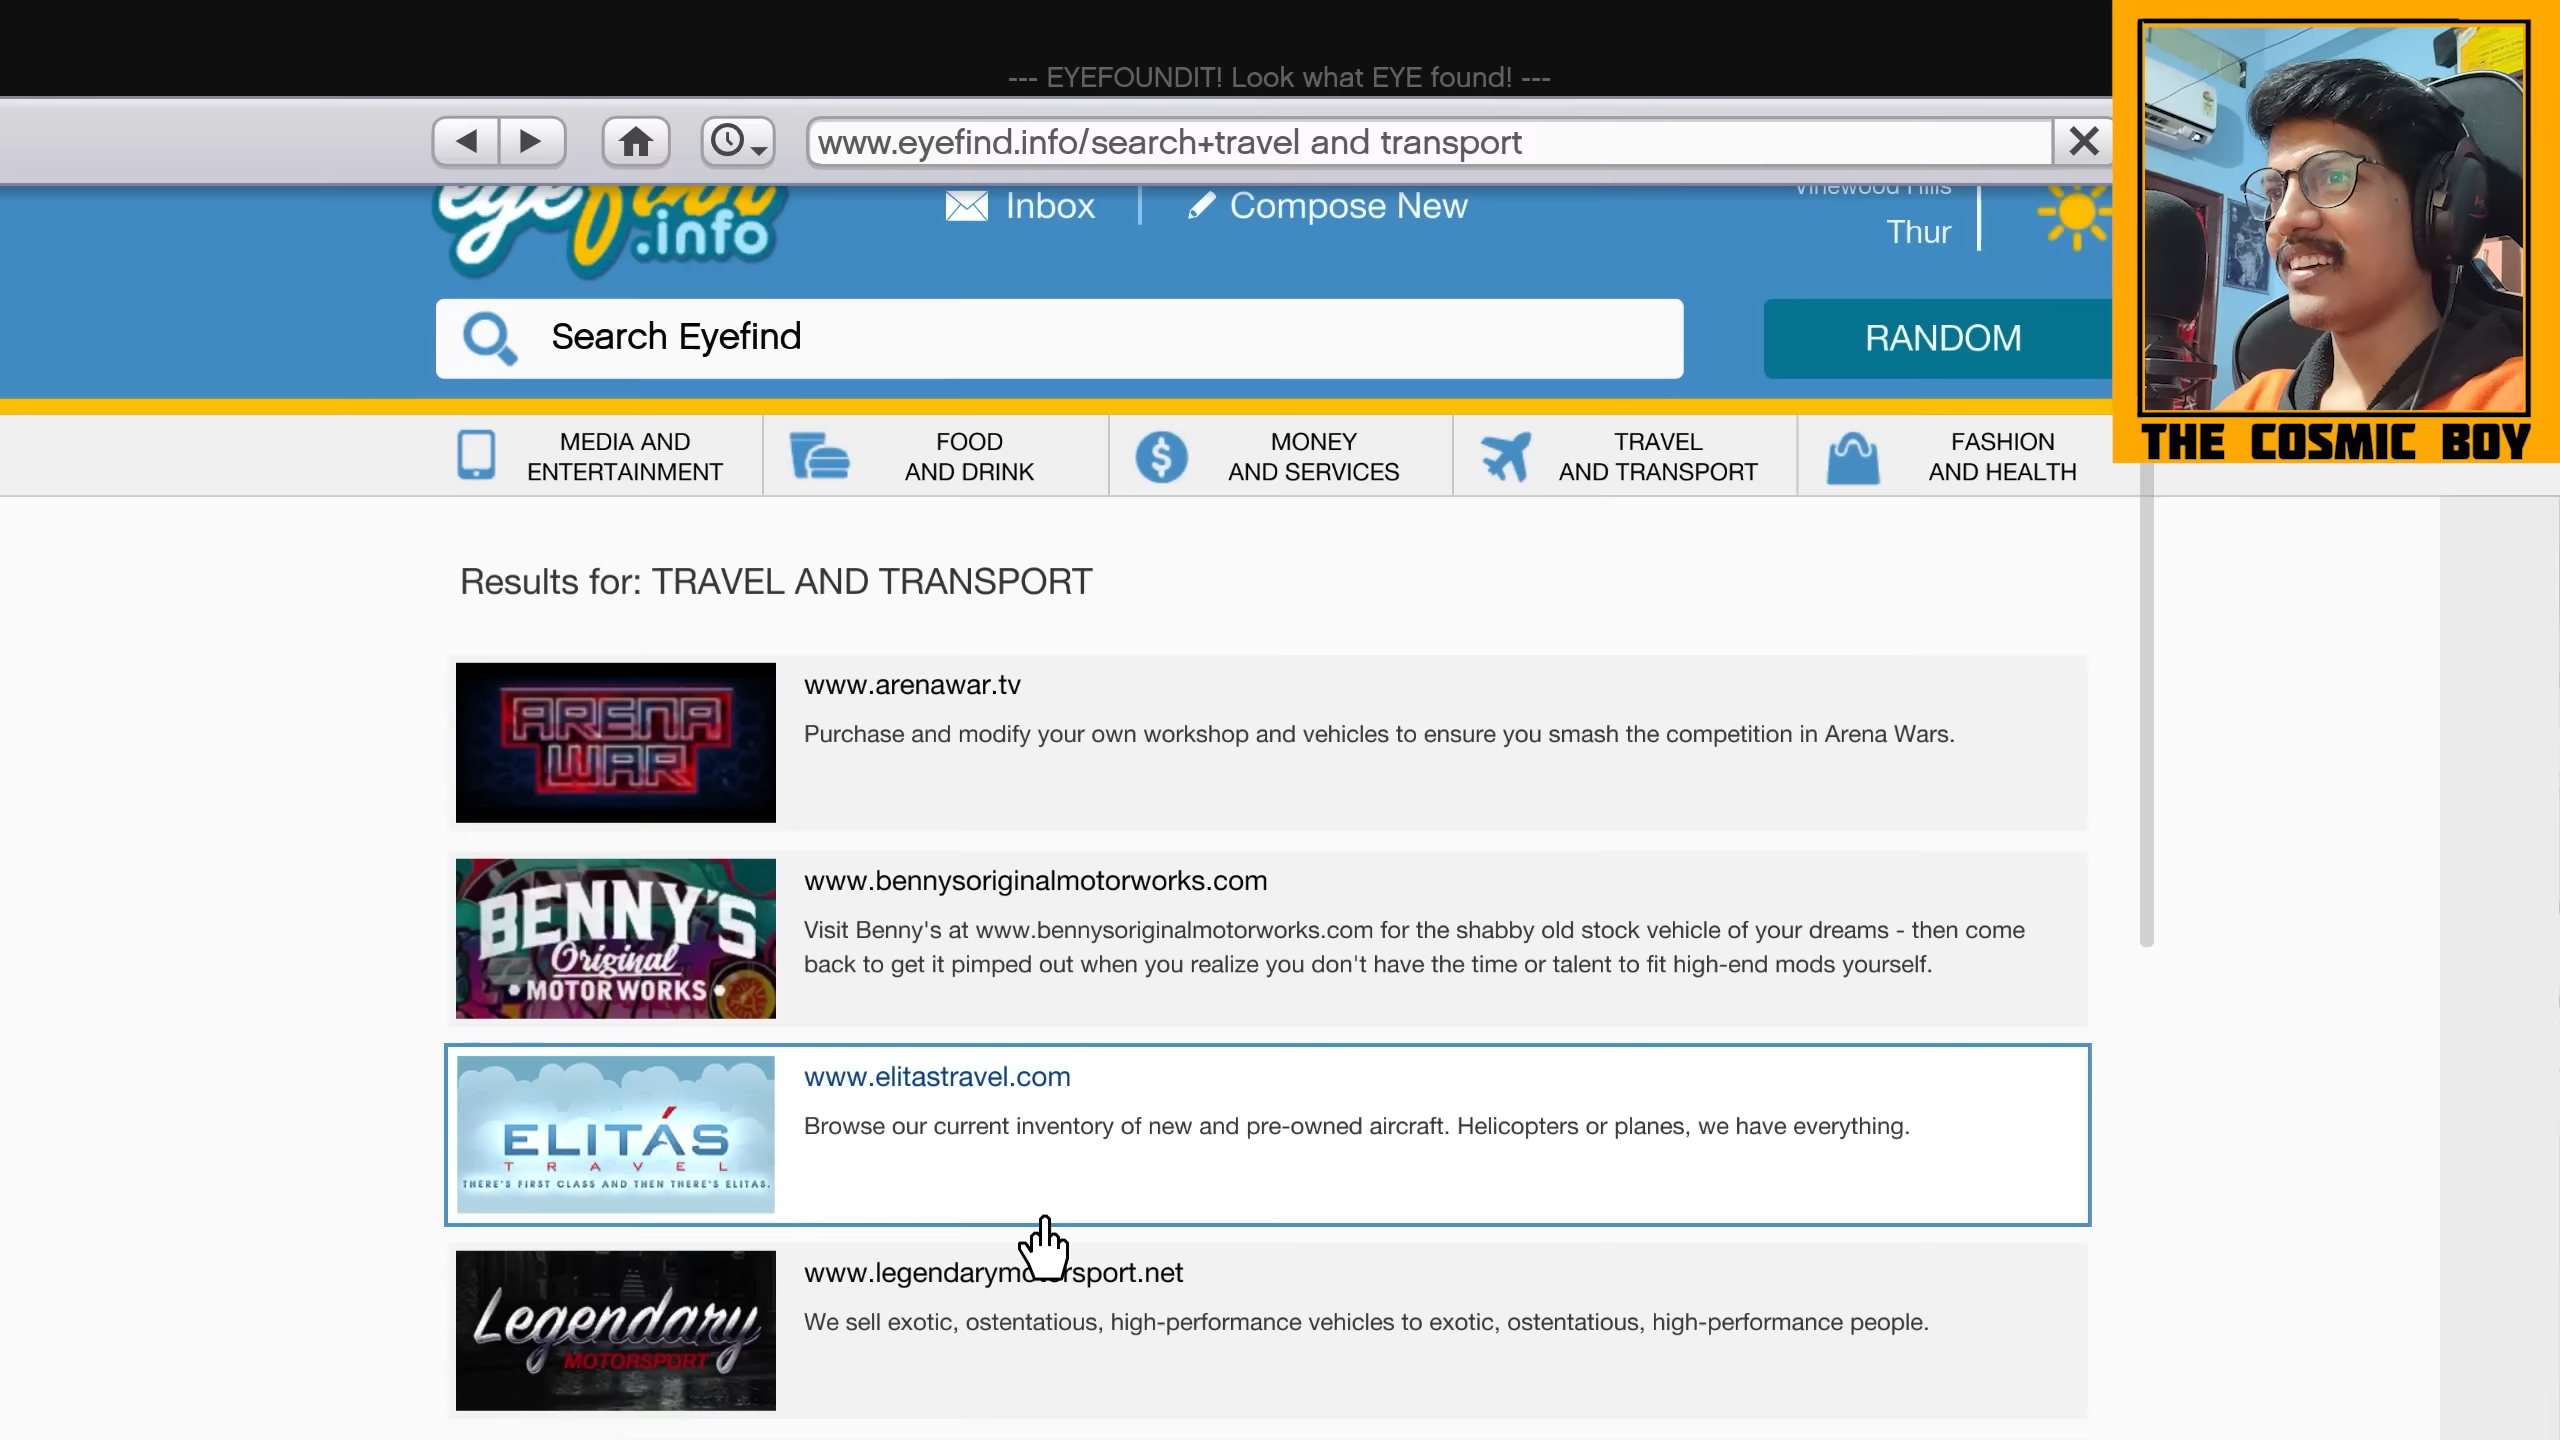 --- EYEFOUNDIT! Look what EYE found! ---
www.eyefind.info/search+travel and transport
eyefind
.info
Inbox
Compose New
Vinewood Hills
Thur
Search Eyefind
RANDOM
THE COSMIC BOY
MEDIA AND
ENTERTAINMENT
FOOD
AND DRINK
MONEY
AND SERVICES
TRAVEL
AND TRANSPORT
FASHION
AND HEALTH
Results for: TRAVEL AND TRANSPORT
ARENA
WAR
www.arenawar.tv
Purchase and modify your own workshop and vehicles to ensure you smash the competition in Arena Wars.
BENNY'S
Original
MOTOR WORKS
www.bennysoriginalmotorworks.com
Visit Benny's at www.bennysoriginalmotorworks.com for the shabby old stock vehicle of your dreams - then come
back to get it pimped out when you realize you don't have the time or talent to fit high-end mods yourself.
ELITÁS
TRAVEL
THERE'S FIRST CLASS AND THEN THERE'S ELITAS.
www.elitastravel.com
Browse our current inventory of new and pre-owned aircraft. Helicopters or planes, we have everything.
Legendary
MOTORSPORT
www.legendarymotorsport.net
We sell exotic, ostentatious, high-performance vehicles to exotic, ostentatious, high-performance people.